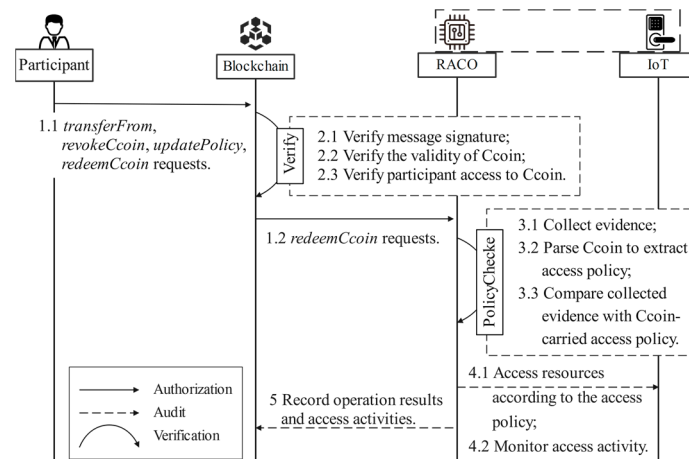 Participant
Blockchain
RACO
IoT
1.1 transferFrom,
revokeCcoin, updatePolicy,
redeemCcoin requests.
Verify
2.1 Verify message signature;
2.2 Verify the validity of Ccoin;
2.3 Verify participant access to Ccoin.
1.2 redeemCcoin requests.
PolicyChecke
3.1 Collect evidence;
3.2 Parse Ccoin to extract
access policy;
3.3 Compare collected
evidence with Ccoin-
carried access policy.
4.1 Access resources
according to the access
policy;
4.2 Monitor access activity.
5 Record operation results
and access activities.
Authorization
Audit
Verification